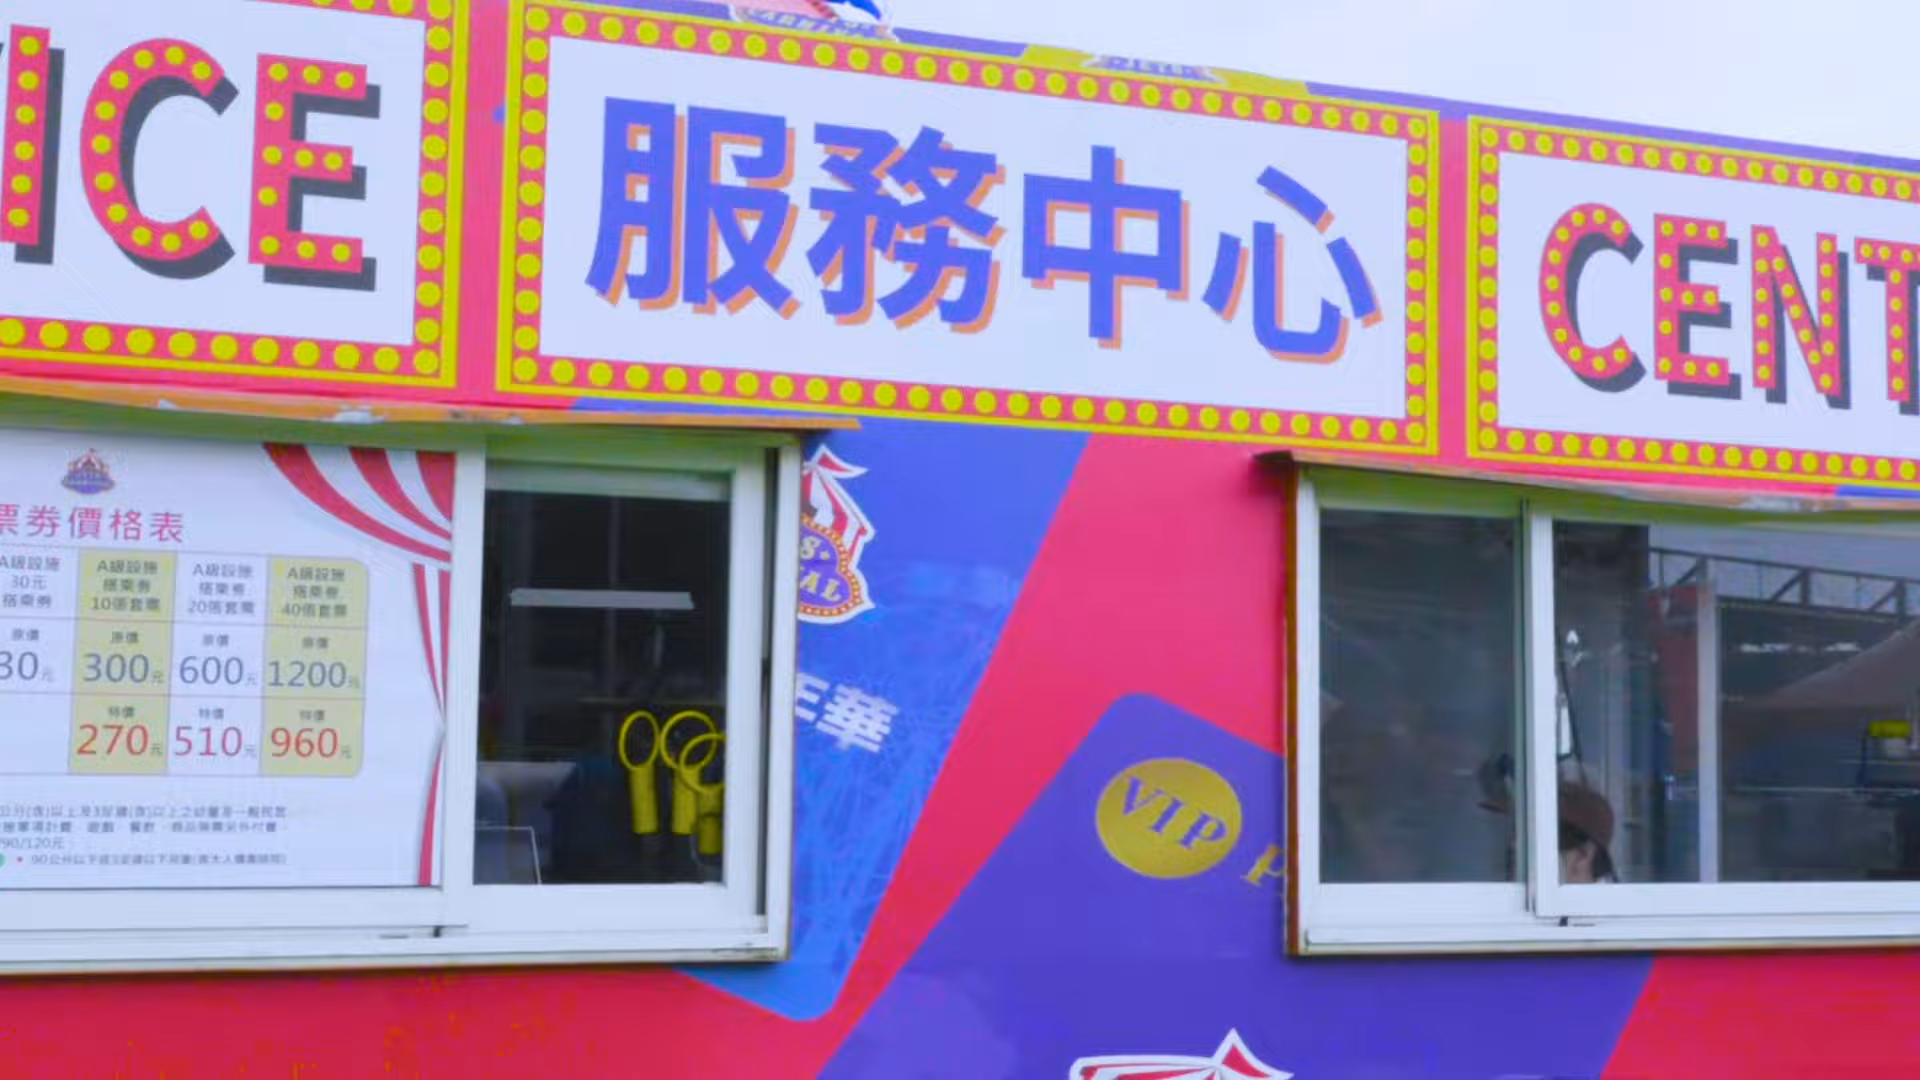 ICE
服務中心
CENT
票券價格表
A級設施
30元
搭乘券
A級設施
搭乘券
10張套票
A級設施
搭乘券
20張套票
A級設施
搭乘券
40張套票
原價
30元
原價
300元
原價
600元
原價
1200元
特價
270元
特價
510元
特價
960元
90/120元
年華
VIP